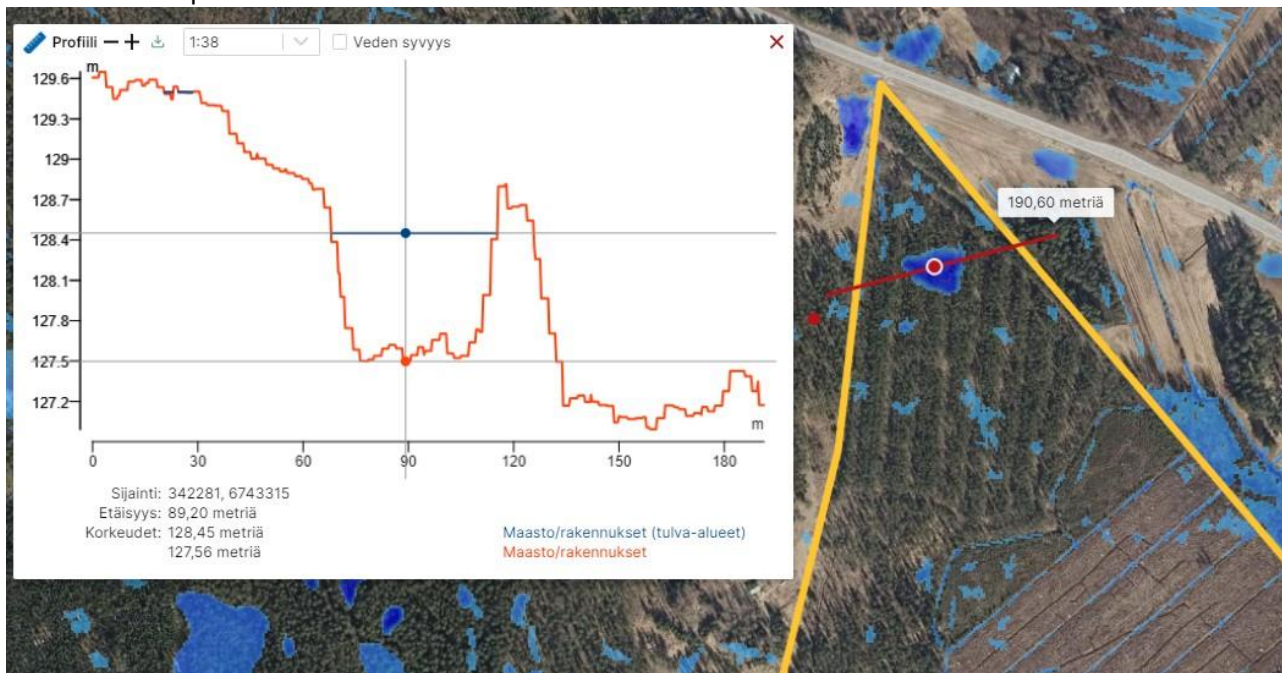 Profiili
1:38
Veden syvyys
m
129.6
129.3
129
128.7
128.4
128.1
127.8
127.5
127.2
m
0 30 60 90 120 150 180
Sijainti: 342281, 6743315
Etäisyys: 89,20 metriä
Korkeudet: 128,45 metriä
127,56 metriä
Maasto/rakennukset (tulva-alueet)
Maasto/rakennukset
190,60 metriä